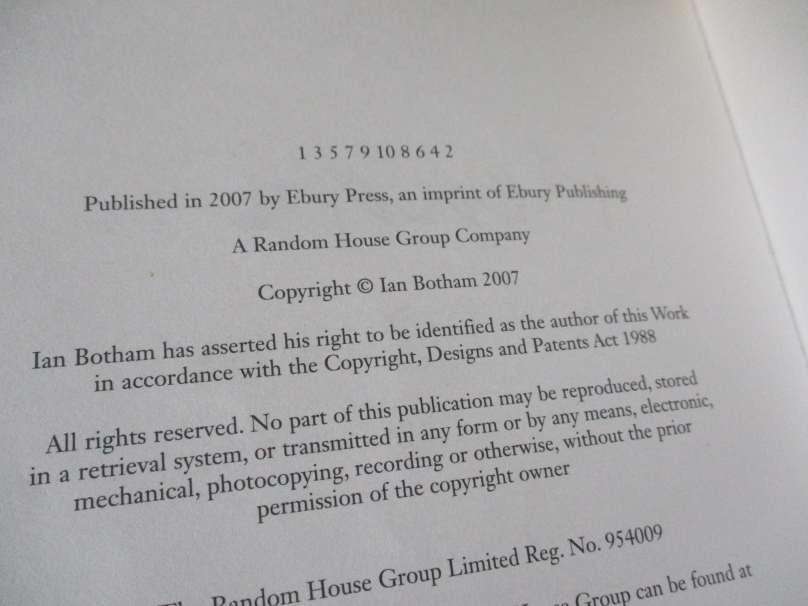 1 3 5 7 9 10 8 6 4 2
Published in 2007 by Ebury Press, an imprint of Ebury Publishing
A Random House Group Company
Copyright © Ian Botham 2007
Ian Botham has asserted his right to be identified as the author of this Work
in accordance with the Copyright, Designs and Patents Act 1988
All rights reserved. No part of this publication may be reproduced, stored
in a retrieval system, or transmitted in any form or by any means, electronic,
mechanical, photocopying, recording or otherwise, without the prior
permission of the copyright owner
Random House Group Limited Reg. No. 954009
Group can be found at